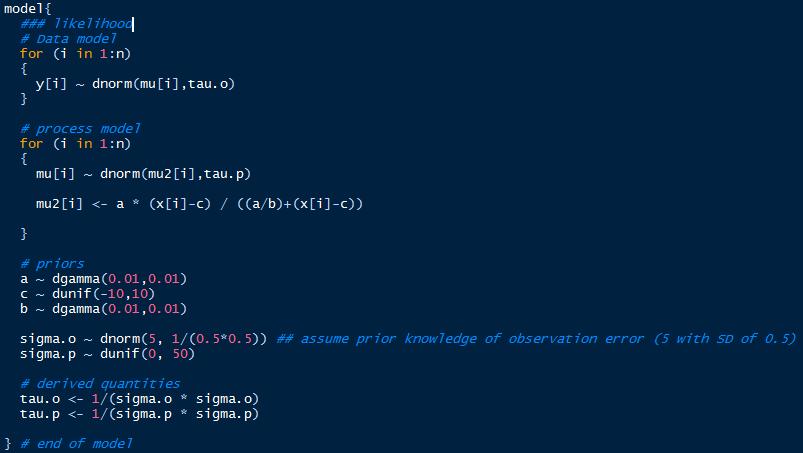 model{
  ### likelihood
  # Data model
  for (i in 1:n)
  {
    y[i] ~ dnorm(mu[i],tau.o)
  }
  # process model
  for (i in 1:n)
  {
    mu[i] ~ dnorm(mu2[i],tau.p)
    mu2[i] <- a * (x[i]-c) / ((a/b)+(x[i]-c))
  }
  # priors
  a ~ dgamma(0.01,0.01)
  c ~ dunif(-10,10)
  b ~ dgamma(0.01,0.01)
  sigma.o ~ dnorm(5, 1/(0.5*0.5)) ## assume prior knowledge of observation error (5 with SD of 0.5)
  sigma.p ~ dunif(0, 50)
  # derived quantities
  tau.o <- 1/(sigma.o * sigma.o)
  tau.p <- 1/(sigma.p * sigma.p)
} # end of model